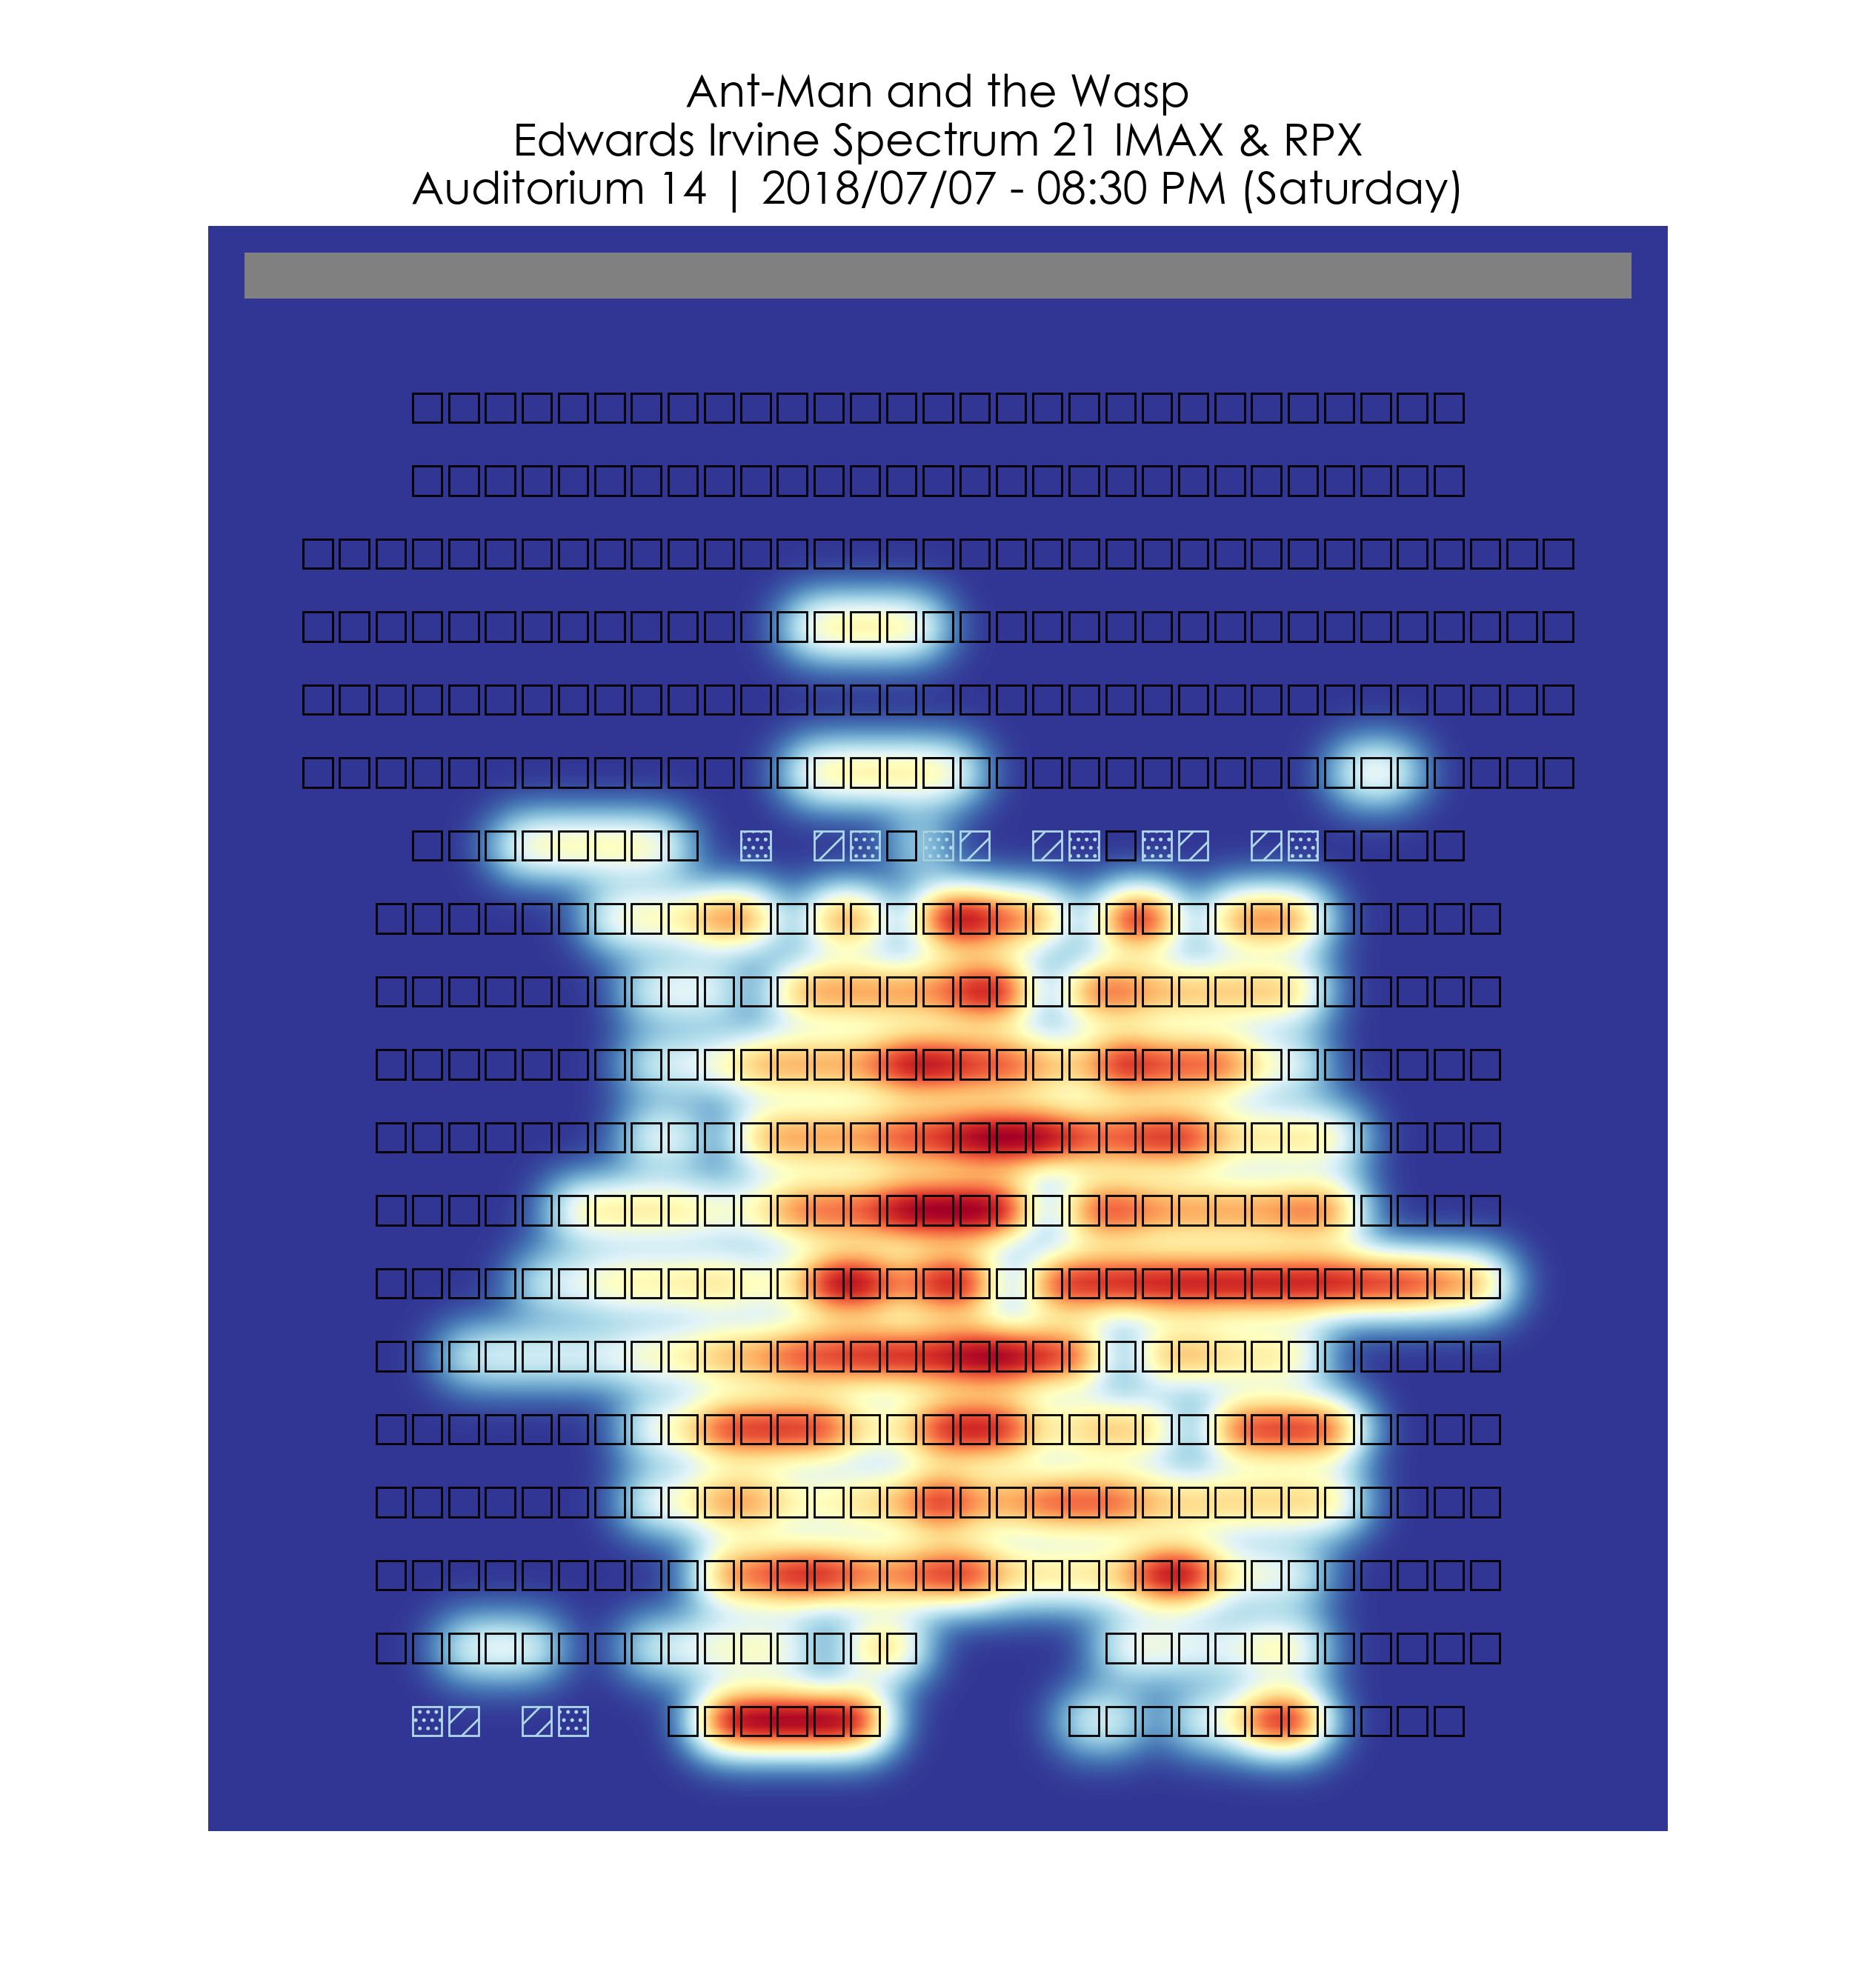 Ant-Man and the Wasp
Edwards Irvine Spectrum 21 IMAX & RPX
Auditorium 14 | 2018/07/07 - 08:30 PM (Saturday)